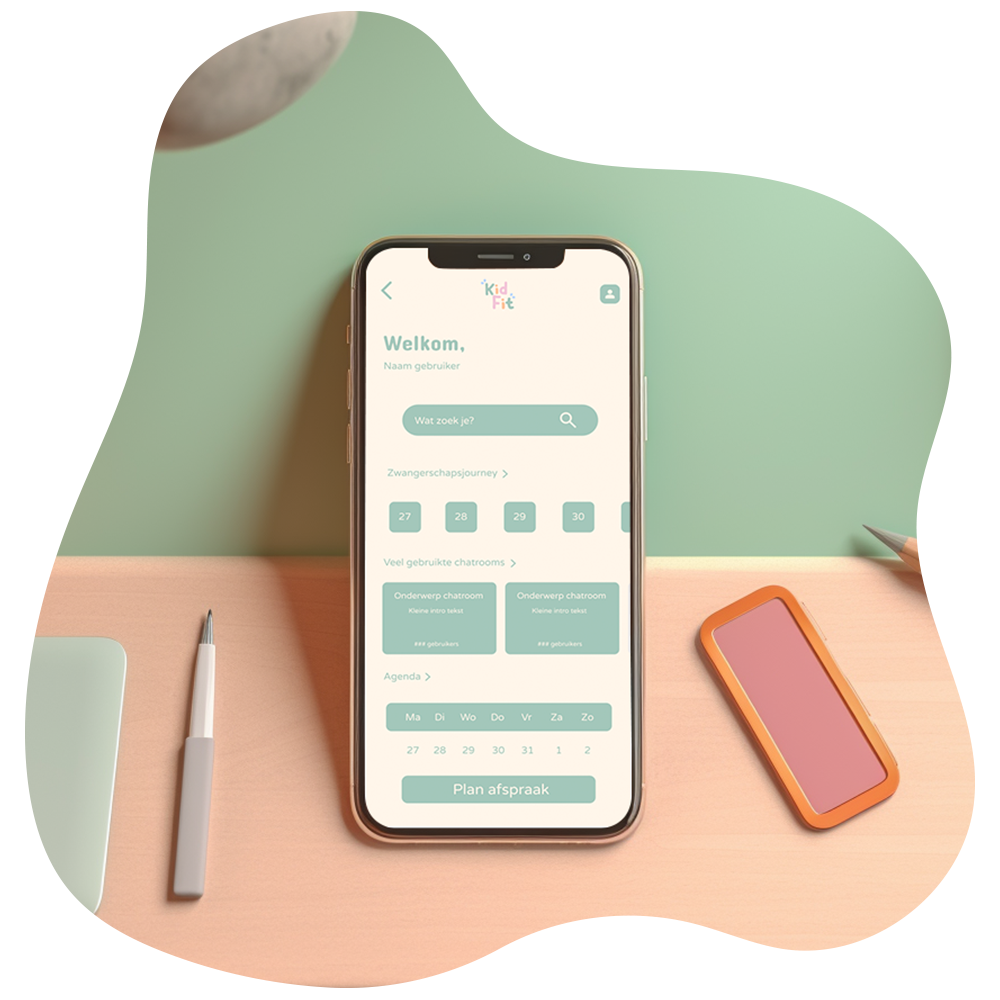 Kid
Fit
Welkom,
Naam gebruiker
Wat zoek je?
Zwangerschapsjourney
27 28 29 30
Veel gebruikte chatrooms
Onderwerp chatroom Onderwerp chatroom
Kleine intro tekst Kleine intro tekst
### gebruikers ### gebruikers
Agenda
Ma Di Wo Do Vr Za Zo
27 28 29 30 31 1 2
Plan afspraak